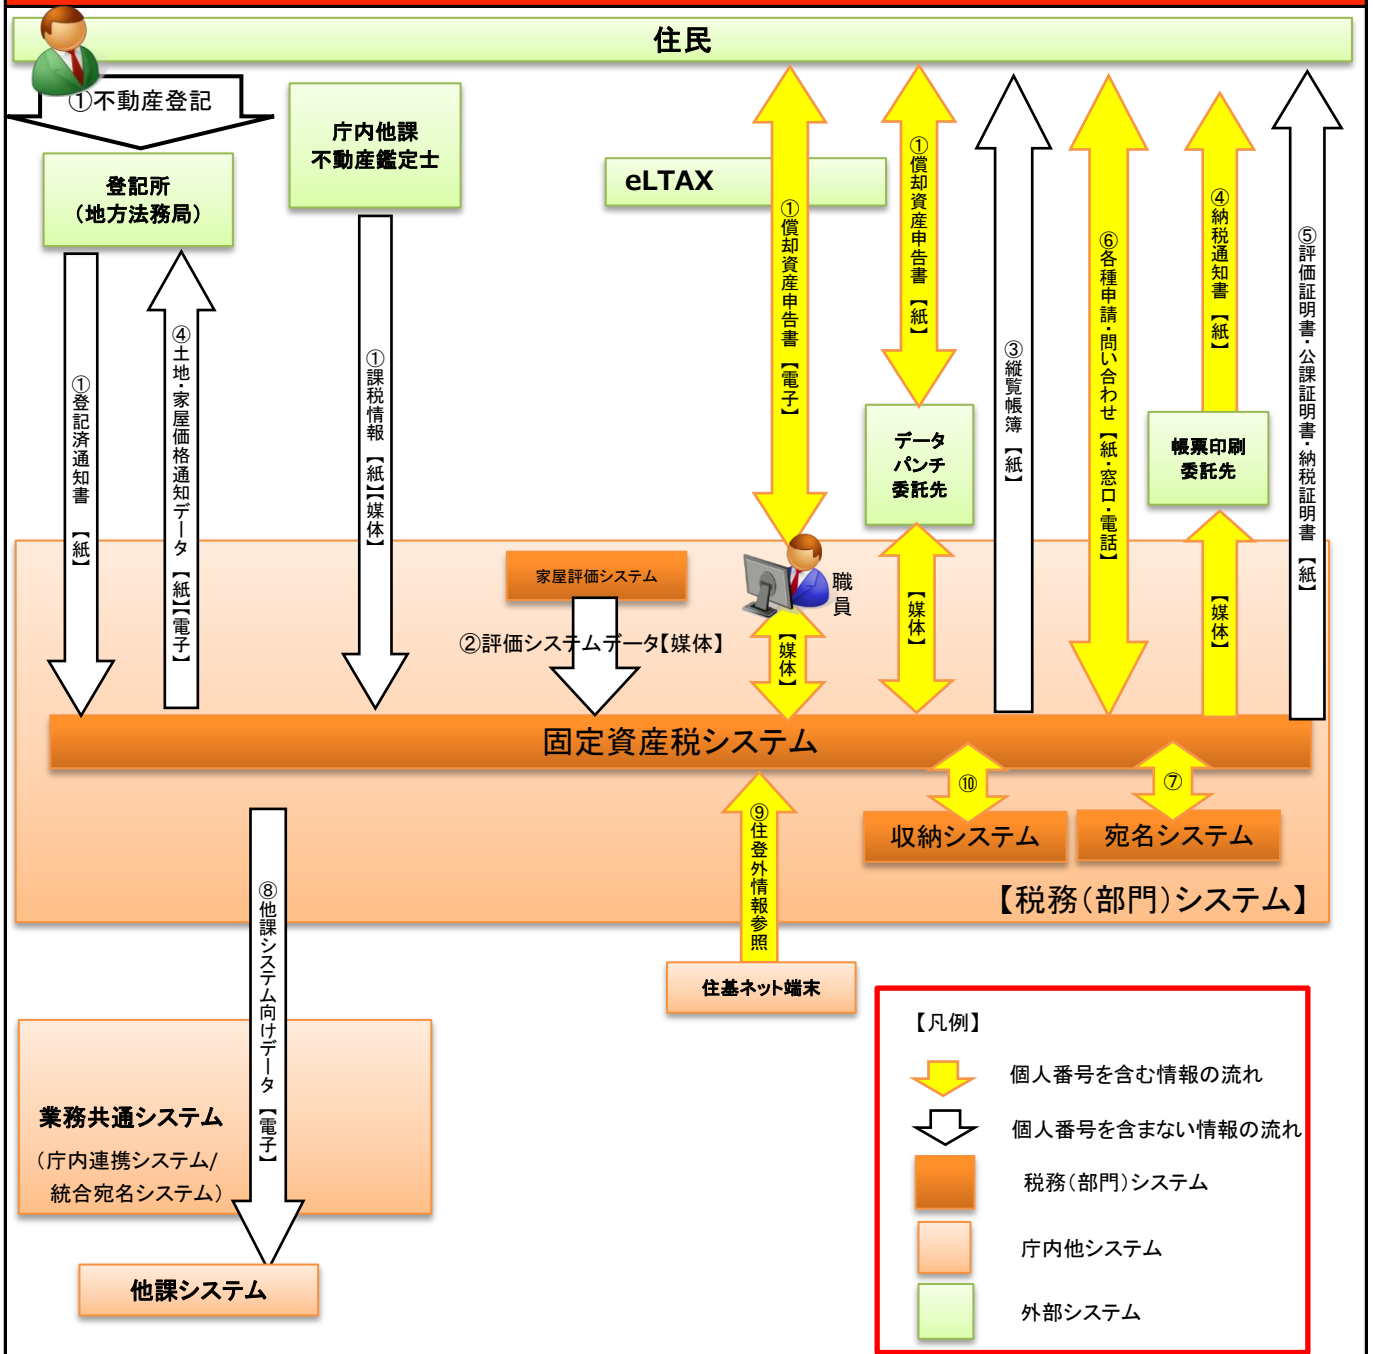 住民
①不動産登記
登記所
（地方法務局）
庁内他課
不動産鑑定士
eLTAX
①登記済通知書 【紙】
④土地・家屋価格通知データ 【紙】【電子】
①課税情報 【紙】【媒体】
①償却資産申告書 【電子】
①償却資産申告書 【紙】
③縦覧帳簿 【紙】
⑥各種申請・問い合わせ【紙・窓口・電話】
④納税通知書 【紙】
⑤評価証明書・公課証明書・納税証明書 【紙】
データ
パンチ
委託先
帳票印刷
委託先
家屋評価システム
職員
②評価システムデータ【媒体】
【媒体】
【媒体】
【媒体】
固定資産税システム
⑩
⑦
収納システム
宛名システム
⑨住登外情報参照
【税務（部門）システム】
住基ネット端末
⑧他課システム向けデータ 【電子】
業務共通システム
（庁内連携システム/
統合宛名システム）
他課システム
【凡例】
個人番号を含む情報の流れ
個人番号を含まない情報の流れ
税務（部門）システム
庁内他システム
外部システム